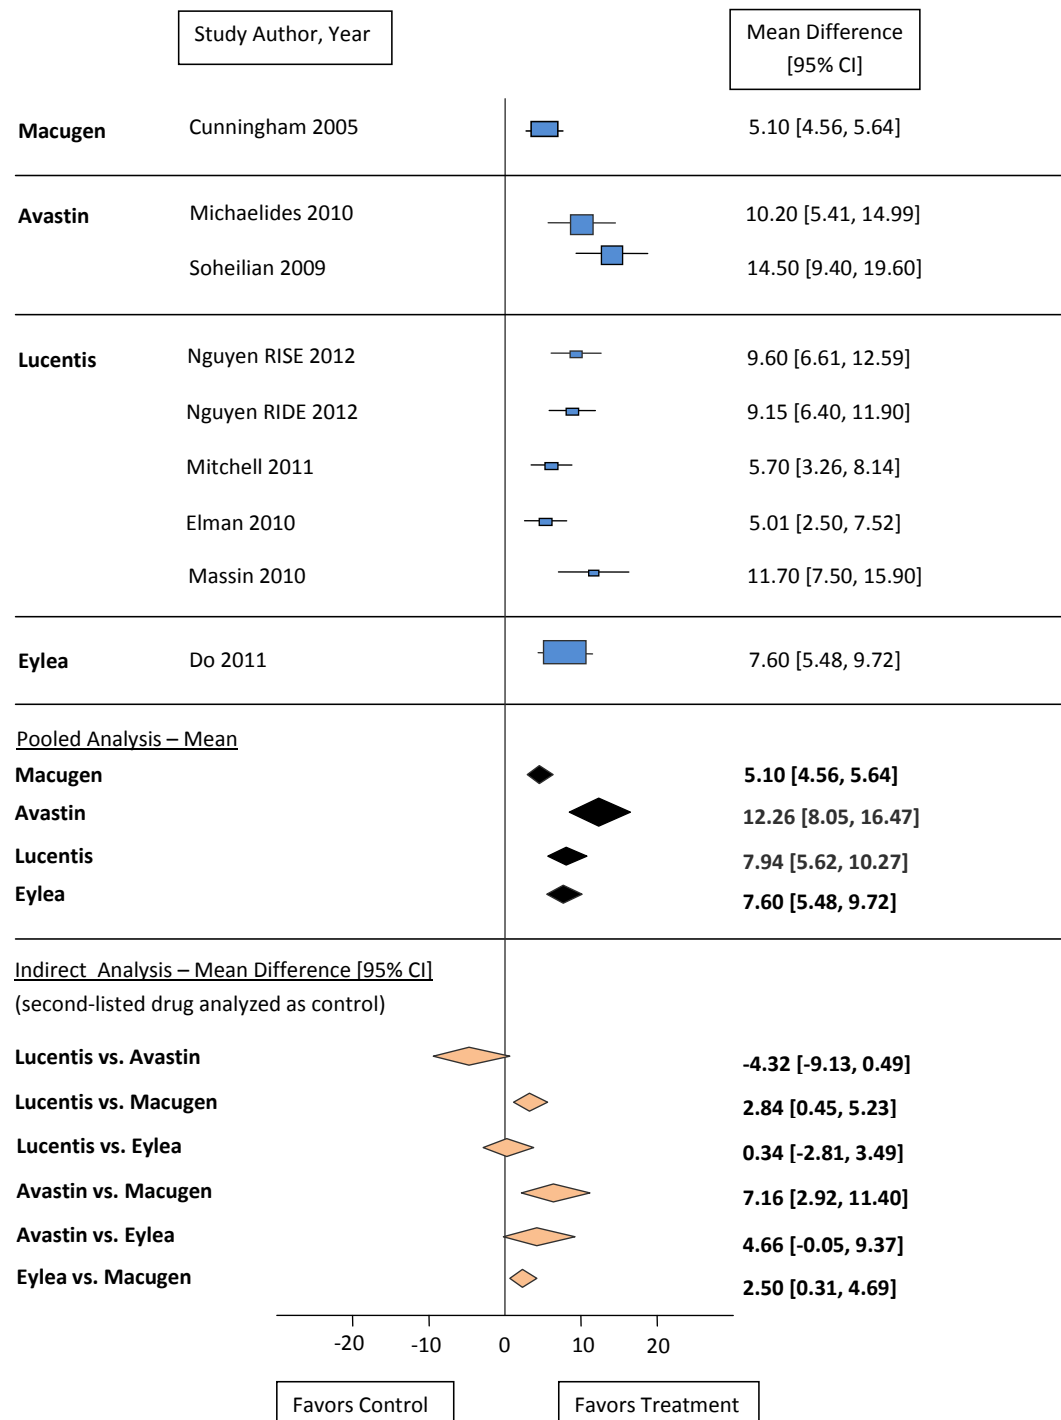 Study Author, Year
Mean Difference
[95% CI]
Macugen Cunningham 2005 5.10 [4.56, 5.64]
Avastin Michaelides 2010 10.20 [5.41, 14.99]
Soheilian 2009 14.50 [9.40, 19.60]
Lucentis Nguyen RISE 2012 9.60 [6.61, 12.59]
Nguyen RIDE 2012 9.15 [6.40, 11.90]
Mitchell 2011 5.70 [3.26, 8.14]
Elman 2010 5.01 [2.50, 7.52]
Massin 2010 11.70 [7.50, 15.90]
Eylea Do 2011 7.60 [5.48, 9.72]
Pooled Analysis – Mean
Macugen 5.10 [4.56, 5.64]
Avastin 12.26 [8.05, 16.47]
Lucentis 7.94 [5.62, 10.27]
Eylea 7.60 [5.48, 9.72]
Indirect Analysis – Mean Difference [95% CI]
(second-listed drug analyzed as control)
Lucentis vs. Avastin -4.32 [-9.13, 0.49]
Lucentis vs. Macugen 2.84 [0.45, 5.23]
Lucentis vs. Eylea 0.34 [-2.81, 3.49]
Avastin vs. Macugen 7.16 [2.92, 11.40]
Avastin vs. Eylea 4.66 [-0.05, 9.37]
Eylea vs. Macugen 2.50 [0.31, 4.69]
-20 -10 0 10 20
Favors Control Favors Treatment